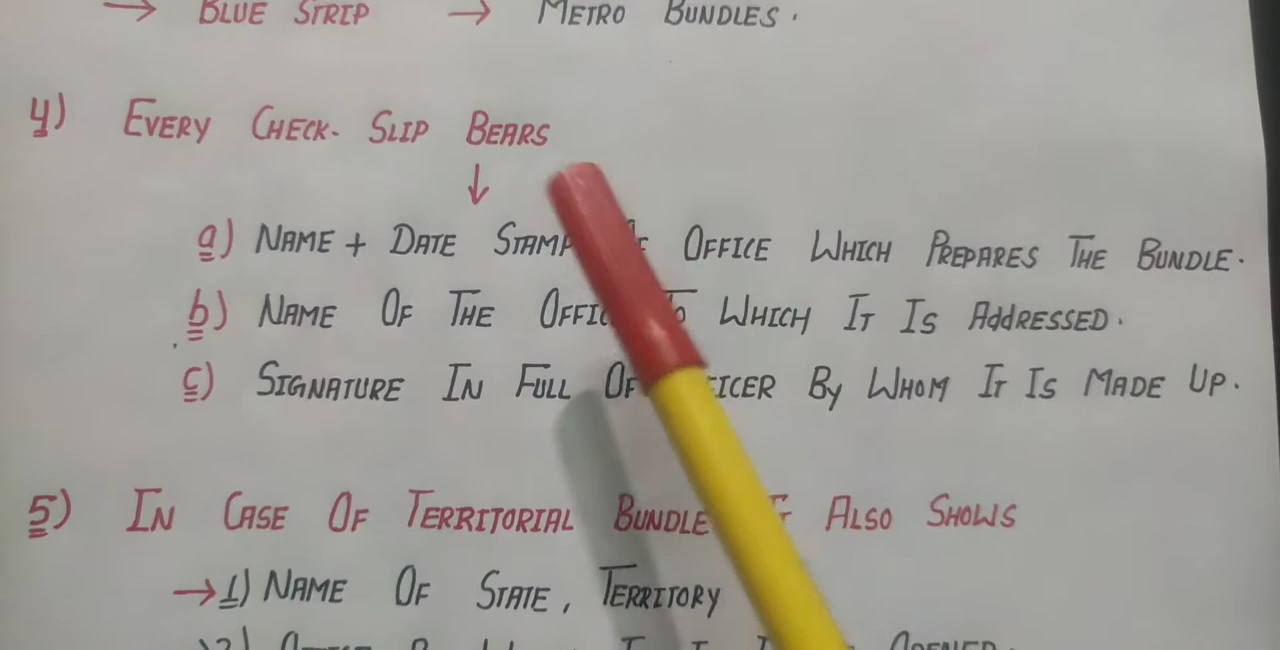 → BLUE STRIP → METRO BUNDLES.
4) EVERY CHECK-SLIP BEARS
↓
a) NAME + DATE STAMP OFFICE WHICH PREPARES THE BUNDLE.
b) NAME OF THE WHICH IT IS ADDRESSED.
c) SIGNATURE IN FULL OF BY WHOM IT IS MADE UP.
5) IN CASE OF TERRITORIAL BUNDLE ALSO SHOWS
→ 1) NAME OF STATE, TERRITORY
OPENED.